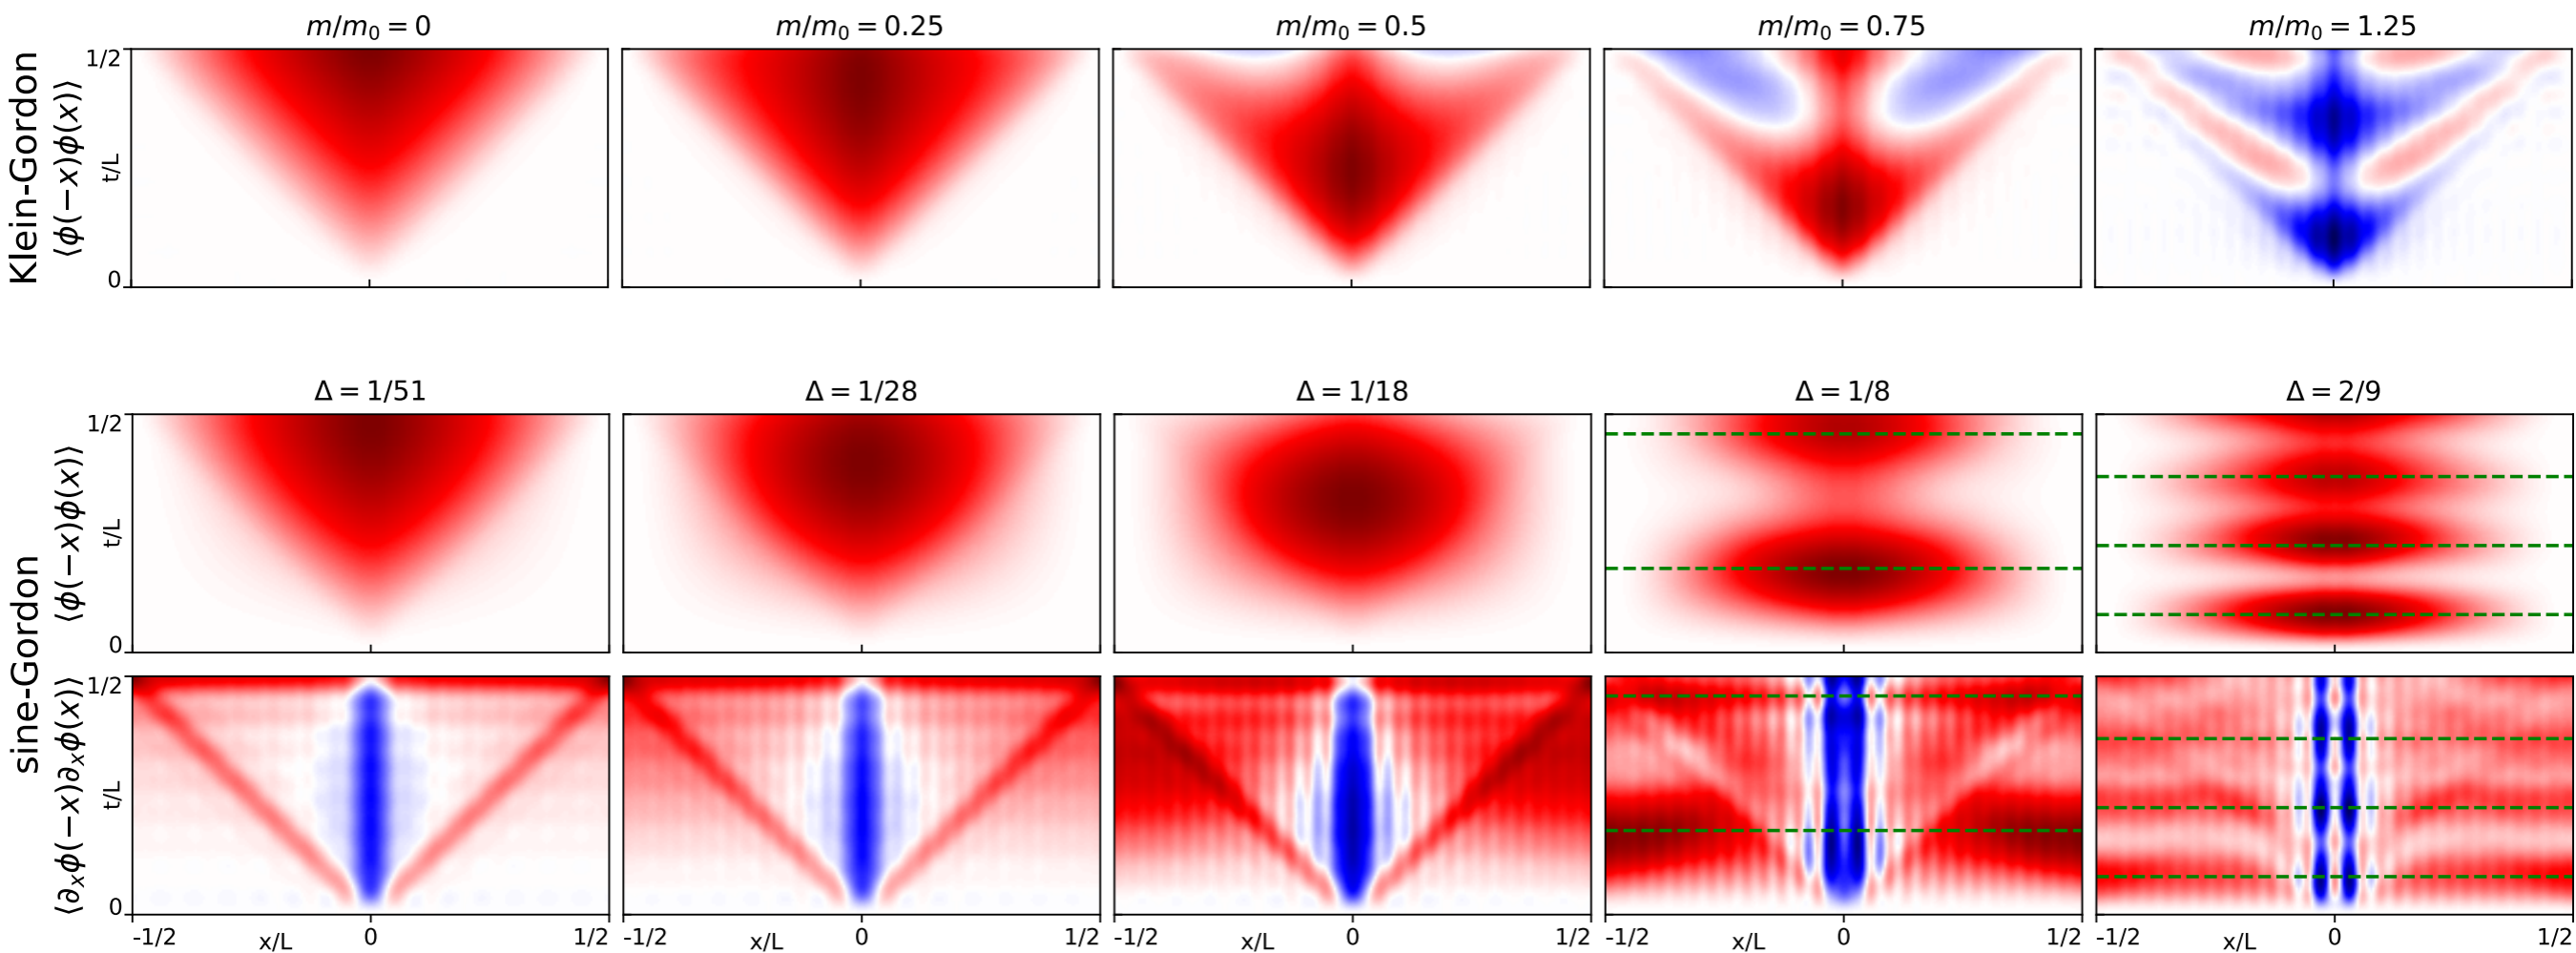 m/m₀ = 0
m/m₀ = 0.25
m/m₀ = 0.5
m/m₀ = 0.75
m/m₀ = 1.25
Klein-Gordon
⟨ϕ(−x)ϕ(x)⟩
t/L
1/2
0
Δ = 1/51
Δ = 1/28
Δ = 1/18
Δ = 1/8
Δ = 2/9
sine-Gordon
⟨ϕ(−x)ϕ(x)⟩
t/L
1/2
0
⟨∂ₓϕ(−x)∂ₓϕ(x)⟩
t/L
1/2
0
-1/2 x/L 0 1/2
-1/2 x/L 0 1/2
-1/2 x/L 0 1/2
-1/2 x/L 0 1/2
-1/2 x/L 0 1/2